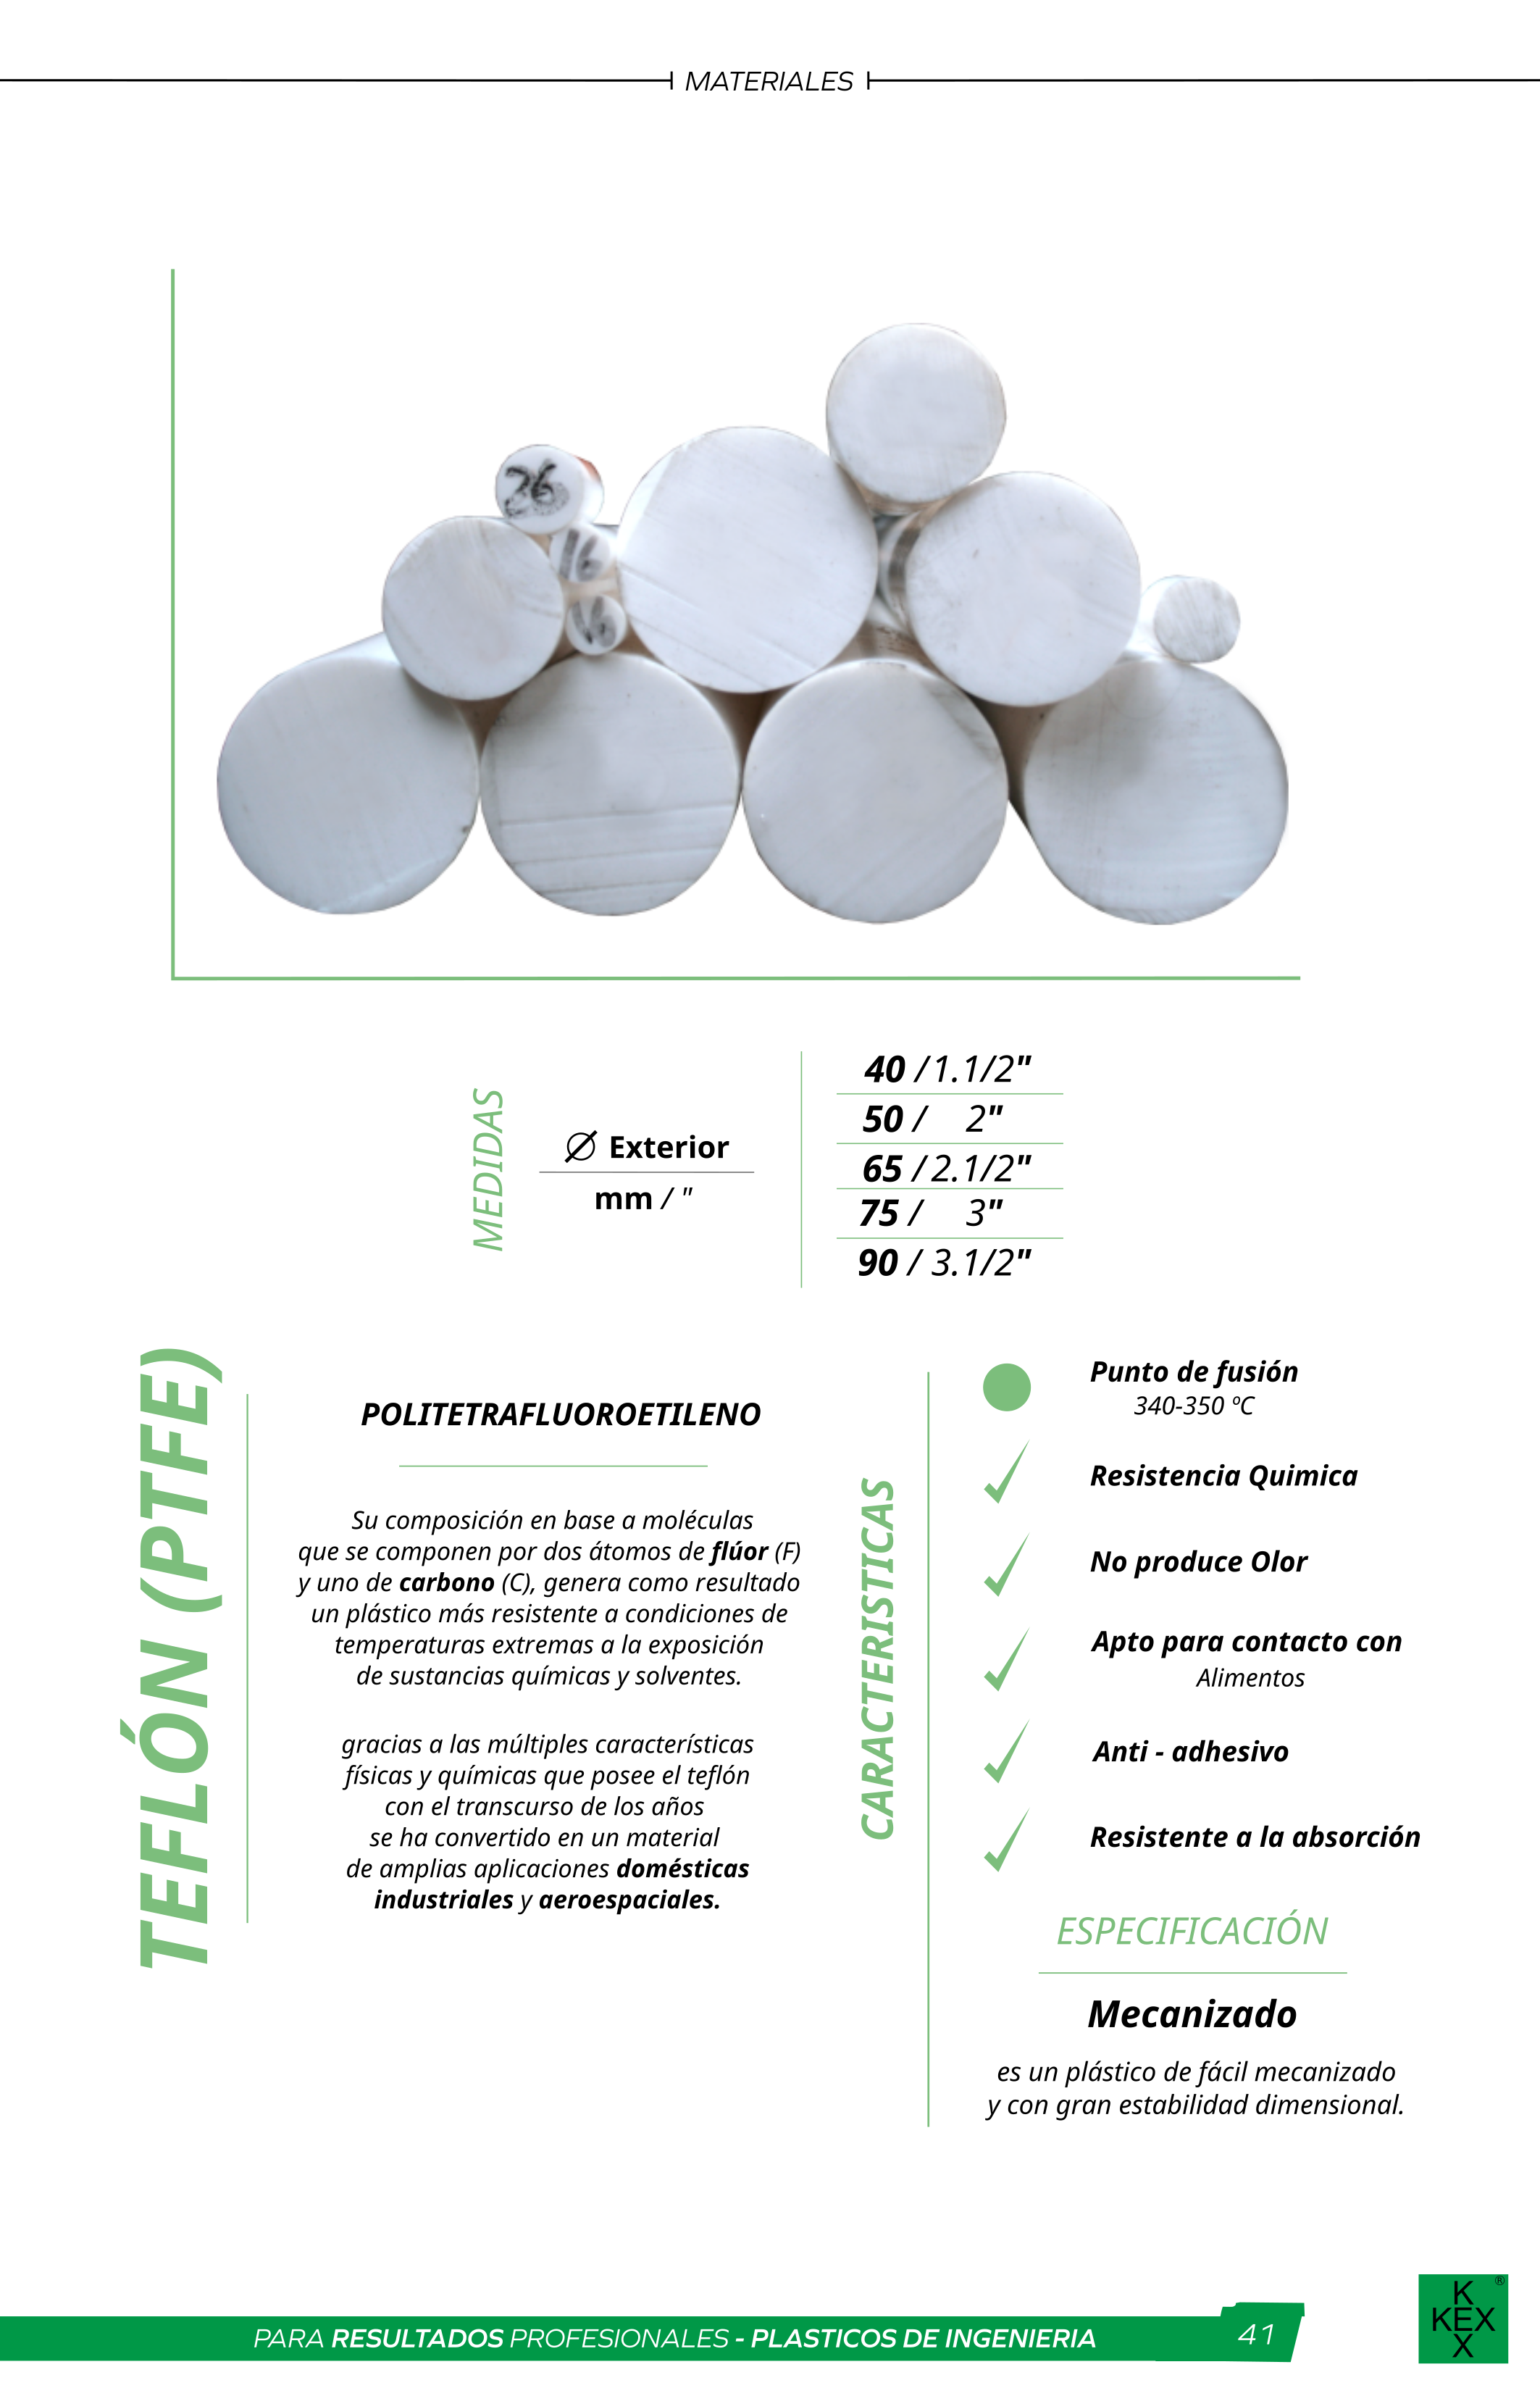 MATERIALES
26
16
MEDIDAS
Ø Exterior
mm / "
40 / 1.1/2"
50 / 2"
65 / 2.1/2"
75 / 3"
90 / 3.1/2"
TEFLÓN (PTFE)
POLITETRAFLUOROETILENO
Su composición en base a moléculas
que se componen por dos átomos de flúor (F)
y uno de carbono (C), genera como resultado
un plástico más resistente a condiciones de
temperaturas extremas a la exposición
de sustancias químicas y solventes.
gracias a las múltiples características
físicas y químicas que posee el teflón
con el transcurso de los años
se ha convertido en un material
de amplias aplicaciones domésticas
industriales y aeroespaciales.
CARACTERISTICAS
Punto de fusión
340-350 ºC
Resistencia Quimica
No produce Olor
Apto para contacto con
Alimentos
Anti - adhesivo
Resistente a la absorción
ESPECIFICACIÓN
Mecanizado
es un plástico de fácil mecanizado
y con gran estabilidad dimensional.
PARA RESULTADOS PROFESIONALES - PLASTICOS DE INGENIERIA
41
K ®
KEX
X